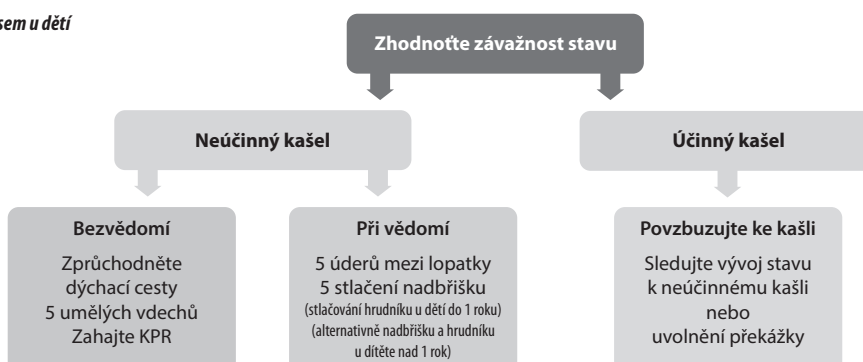 sem u dětí
Zhodnoťte závažnost stavu
Neúčinný kašel
Účinný kašel
Bezvědomí
Zprůchodněte
dýchací cesty
5 umělých vdechů
Zahajte KPR
Při vědomí
5 úderů mezi lopatky
5 stlačení nadbřišku
(stlačování hrudníku u dětí do 1 roku)
(alternativně nadbřišku a hrudníku
u dítěte nad 1 rok)
Povzbuzujte ke kašli
Sledujte vývoj stavu
k neúčinnému kašli
nebo
uvolnění překážky